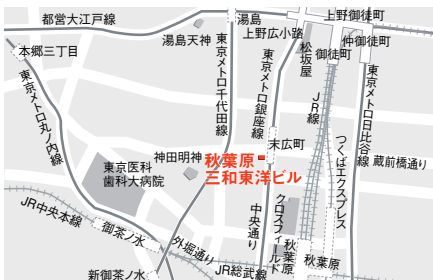 都営大江戸線
湯島
上野御徒町
湯島天神
上野広小路
仲御徒町
本郷三丁目
松坂屋
御徒町
東京メトロ千代田線
東京メトロ銀座線
JR線
東京メトロ日比谷線
東京メトロ丸ノ内線
末広町
つくばエクスプレス
蔵前橋通り
神田明神
秋葉原
三和東洋ビル
東京医科
歯科大病院
中央通り
クロスフィ
ールド
JR中央本線
御茶ノ水
外堀通り
秋葉原
秋葉原
JR総武線
新御茶ノ水